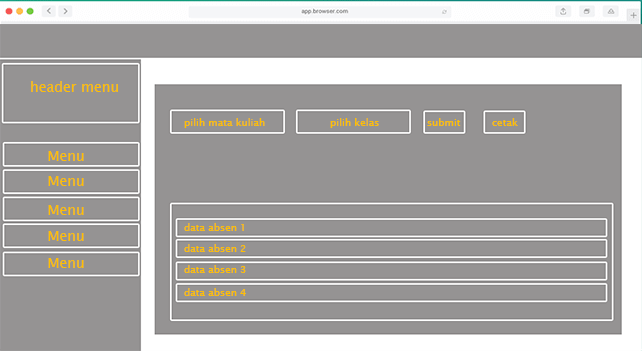 app.browser.com
header menu
Menu
Menu
Menu
Menu
Menu
pilih mata kuliah
pilih kelas
submit
cetak
data absen 1
data absen 2
data absen 3
data absen 4